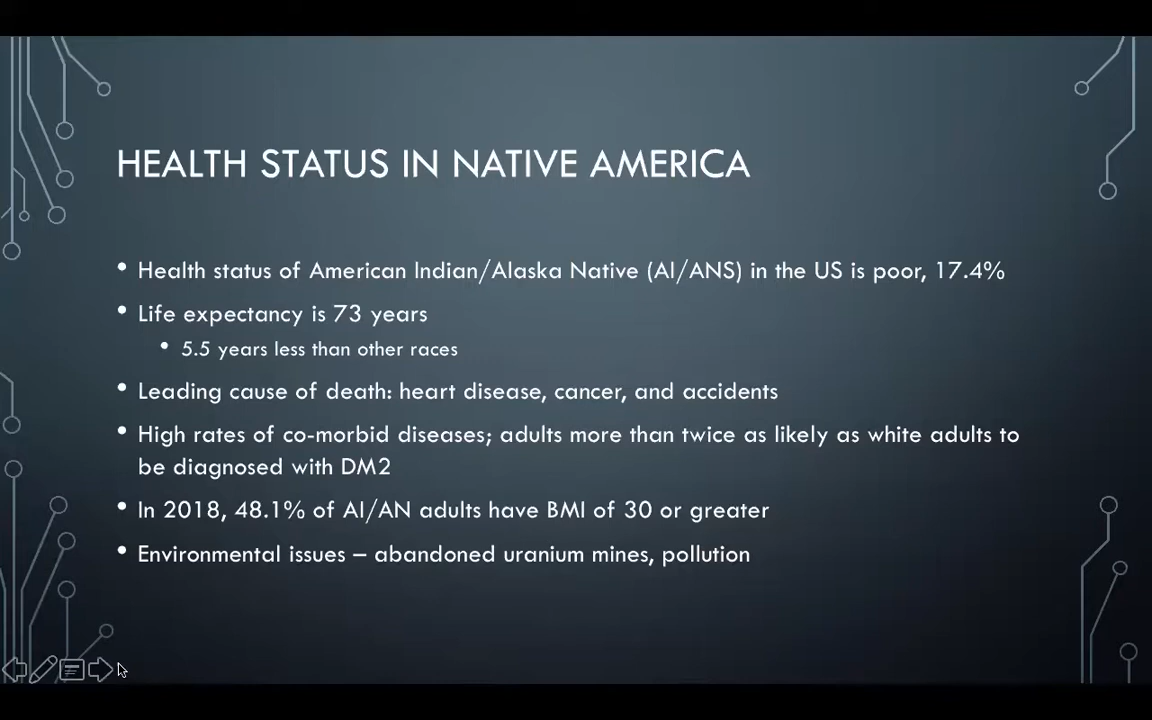 HEALTH STATUS IN NATIVE AMERICA
• Health status of American Indian/Alaska Native (AI/ANS) in the US is poor, 17.4%
• Life expectancy is 73 years
• 5.5 years less than other races
• Leading cause of death: heart disease, cancer, and accidents
• High rates of co-morbid diseases; adults more than twice as likely as white adults to
be diagnosed with DM2
• In 2018, 48.1% of AI/AN adults have BMI of 30 or greater
• Environmental issues – abandoned uranium mines, pollution